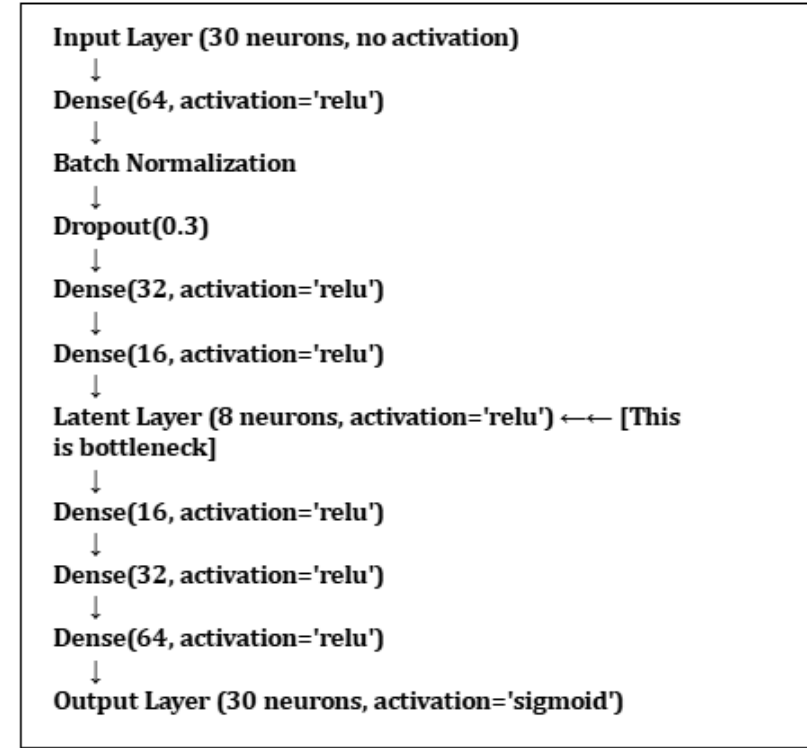 Input Layer (30 neurons, no activation)
↓
Dense(64, activation='relu')
↓
Batch Normalization
↓
Dropout(0.3)
↓
Dense(32, activation='relu')
↓
Dense(16, activation='relu')
↓
Latent Layer (8 neurons, activation='relu') ←← [This
is bottleneck]
↓
Dense(16, activation='relu')
↓
Dense(32, activation='relu')
↓
Dense(64, activation='relu')
↓
Output Layer (30 neurons, activation='sigmoid')